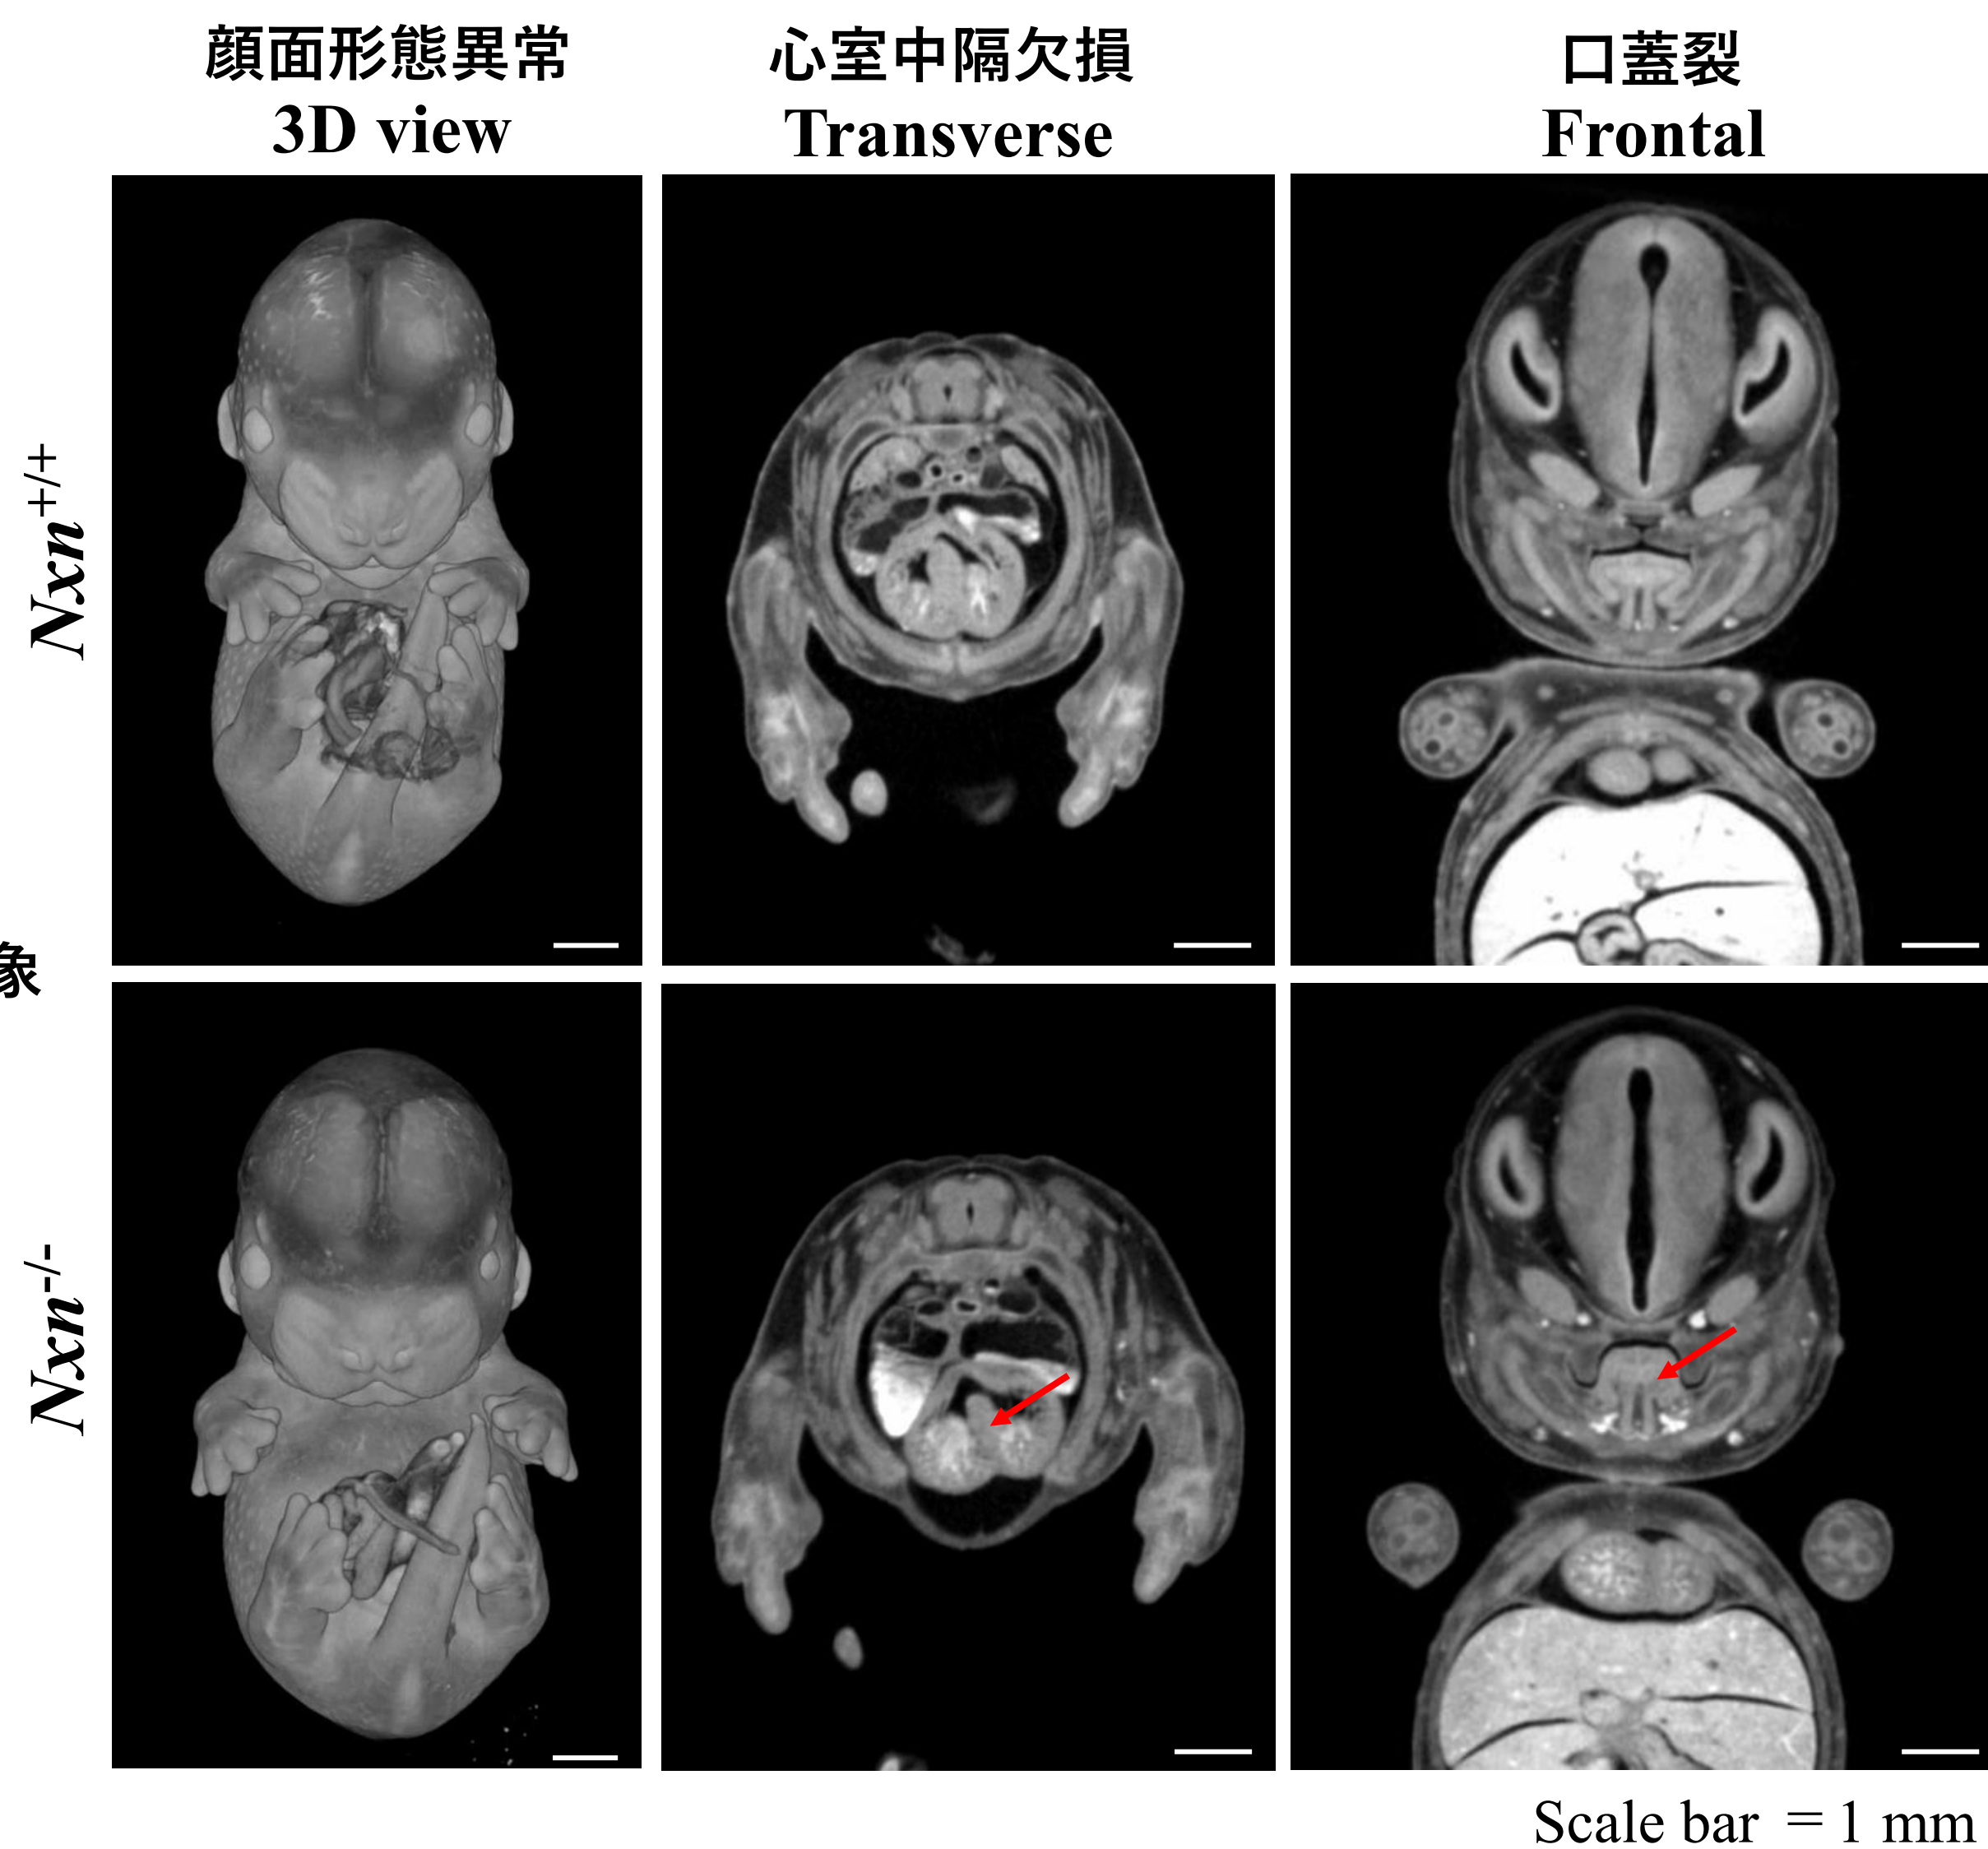 顔面形態異常
3D view
心室中隔欠損
Transverse
口蓋裂
Frontal
Nxn+/+
像
Nxn-/-
Scale bar = 1 mm